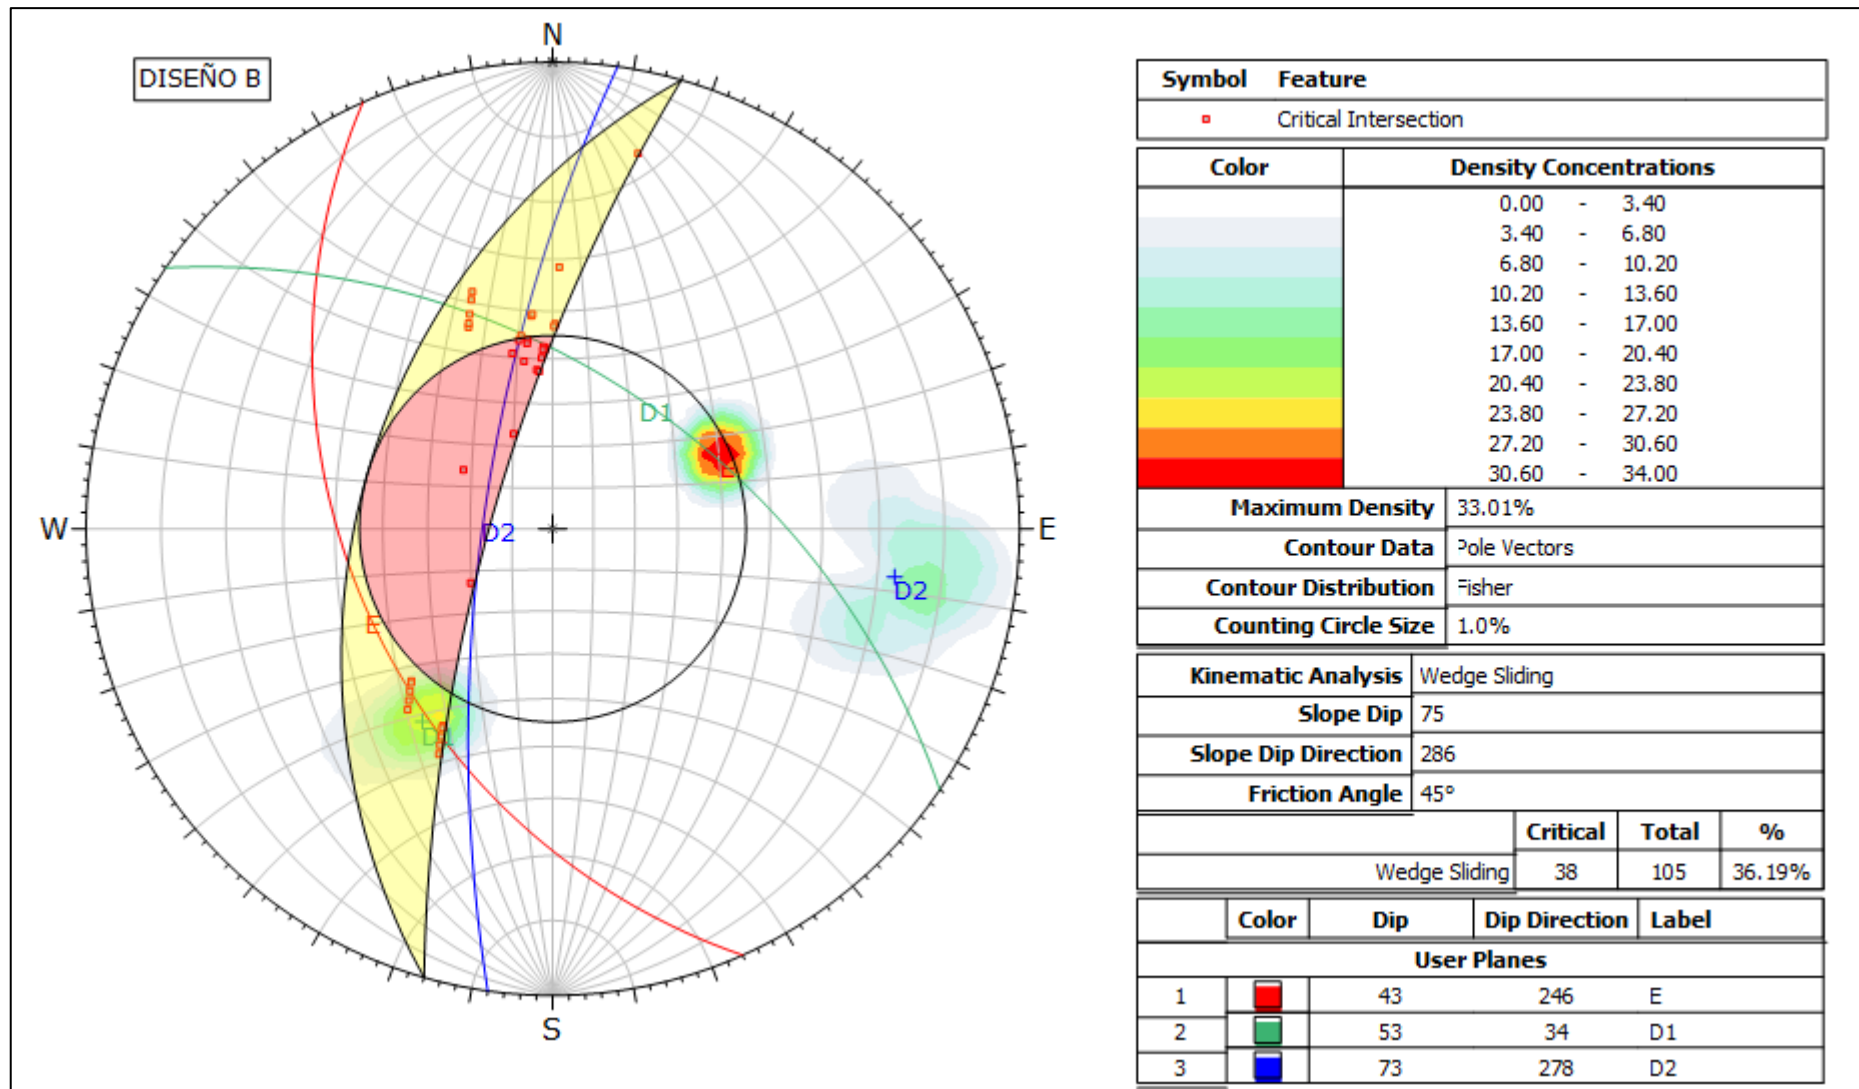 DISEÑO B
N
W
E
S
D1
D2
E
D2
E
D1
Symbol Feature
Critical Intersection
Color Density Concentrations
0.00 - 3.40
3.40 - 6.80
6.80 - 10.20
10.20 - 13.60
13.60 - 17.00
17.00 - 20.40
20.40 - 23.80
23.80 - 27.20
27.20 - 30.60
30.60 - 34.00
Maximum Density 33.01%
Contour Data Pole Vectors
Contour Distribution Fisher
Counting Circle Size 1.0%
Kinematic Analysis Wedge Sliding
Slope Dip 75
Slope Dip Direction 286
Friction Angle 45°
Critical Total %
Wedge Sliding 38 105 36.19%
Color Dip Dip Direction Label
User Planes
1 43 246 E
2 53 34 D1
3 73 278 D2